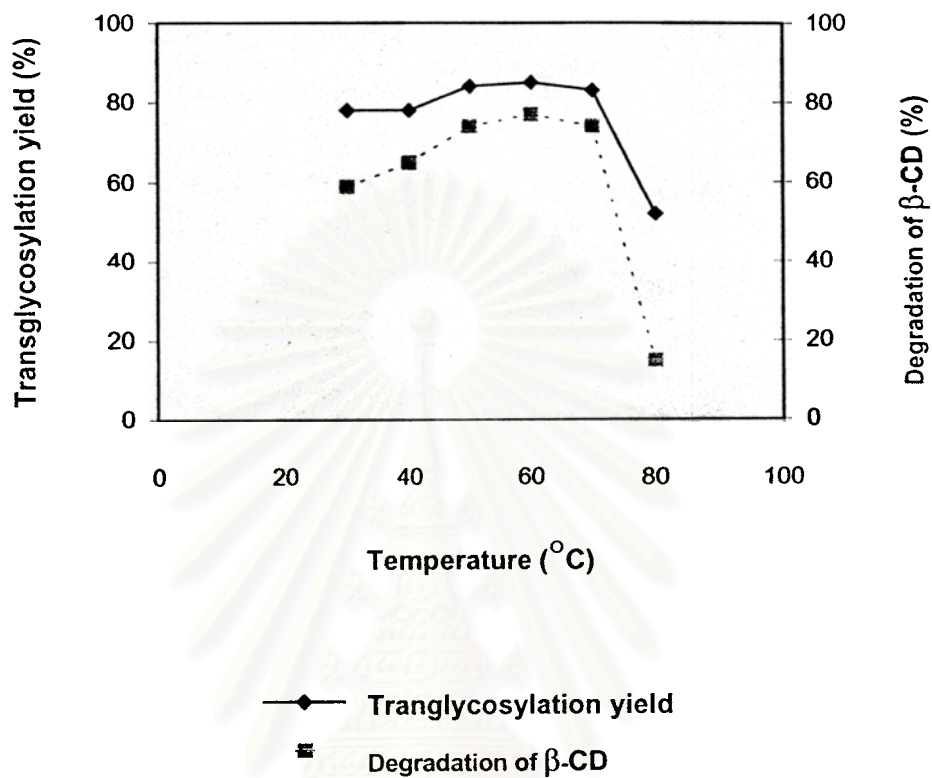 Transglycosylation yield (%)
100
80
60
40
20
0
100
80
60
40
20
0
Degradation of β-CD (%)
0 20 40 60 80 100
Temperature (°C)
Tranglycosylation yield
Degradation of β-CD